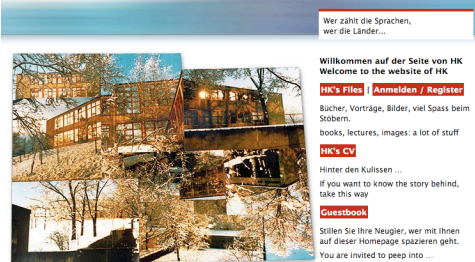 Wer zählt die Sprachen,
wer die Länder...
Willkommen auf der Seite von HK
Welcome to the website of HK
HK's Files | Anmelden / Register
Bücher, Vorträge, Bilder, viel Spass beim
Stöbern.
books, lectures, images: a lot of stuff
HK's CV
Hinter den Kulissen ...
If you want to know the story behind,
take this way
Guestbook
Stillen Sie Ihre Neugier, wer mit Ihnen
auf dieser Homepage spazieren geht.
You are invited to peep into ...